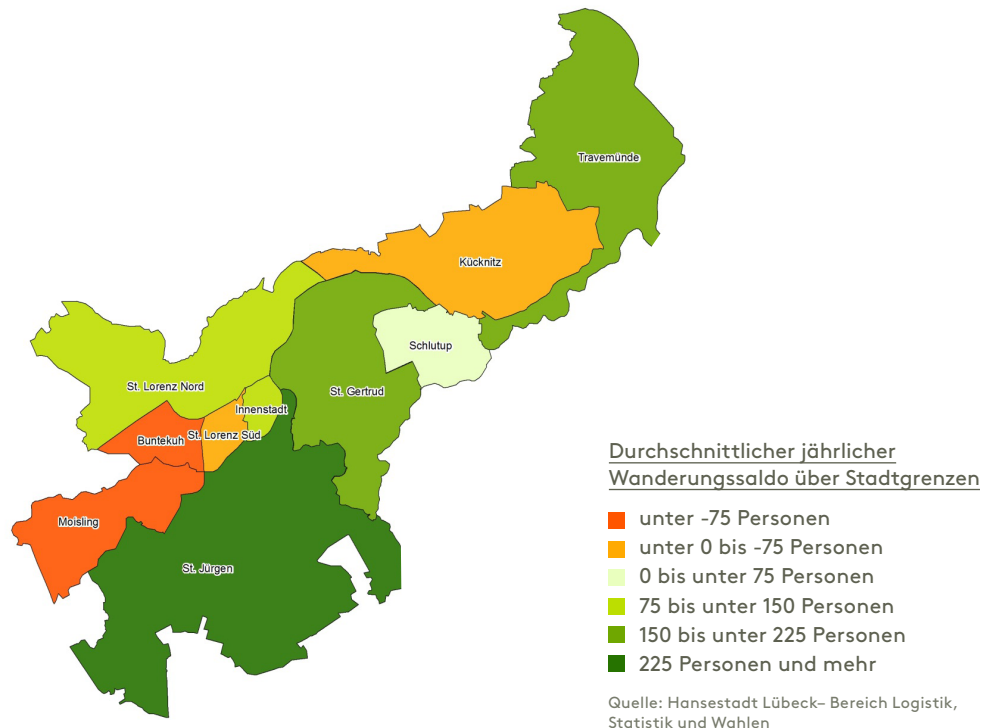 Travemünde
Kücknitz
Schlutup
St. Lorenz Nord
St. Gertrud
Innenstadt
Buntekuh
St. Lorenz Süd
Moisling
St. Jürgen
Durchschnittlicher jährlicher
Wanderungssaldo über Stadtgrenzen
unter -75 Personen
unter 0 bis -75 Personen
0 bis unter 75 Personen
75 bis unter 150 Personen
150 bis unter 225 Personen
225 Personen und mehr
Quelle: Hansestadt Lübeck– Bereich Logistik,
Statistik und Wahlen